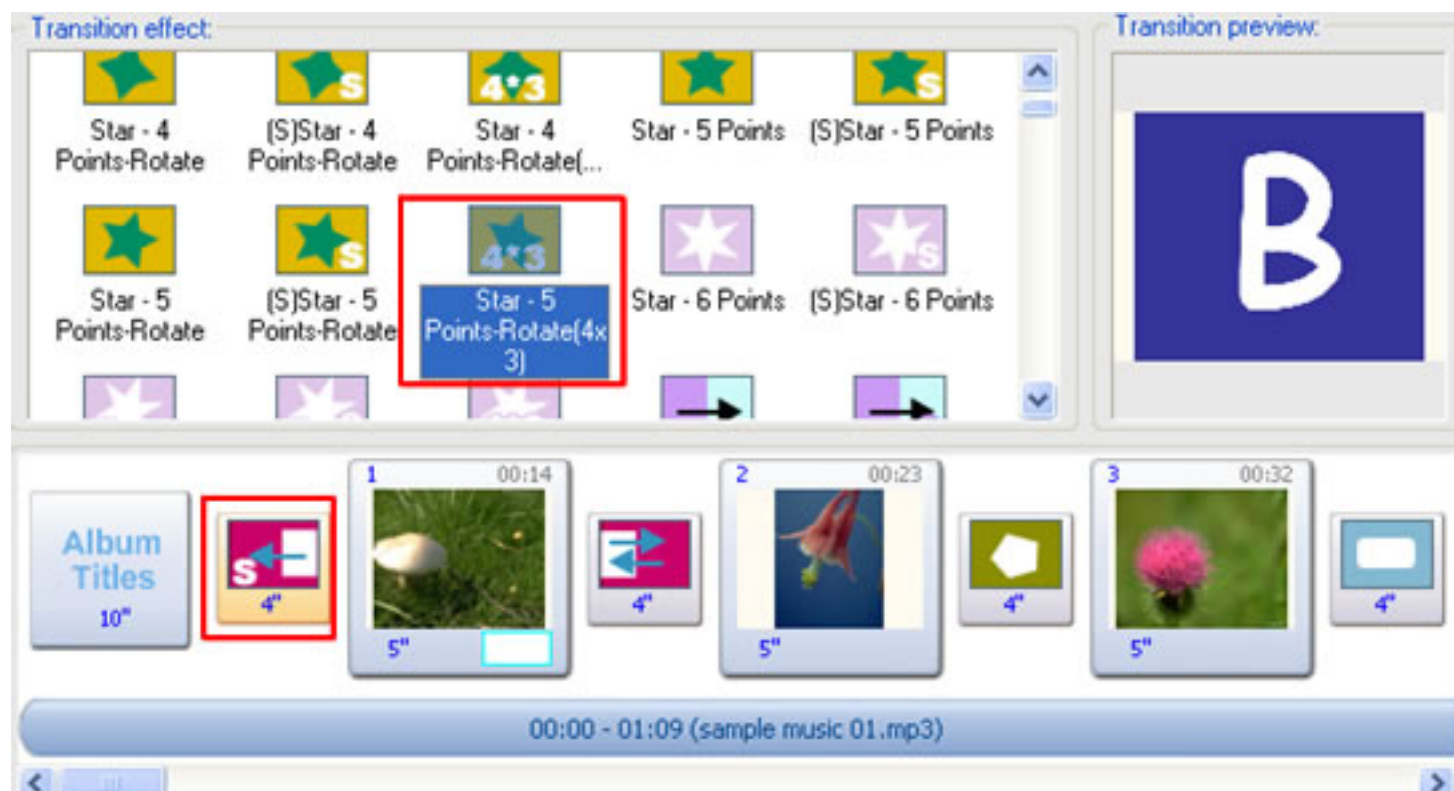 Transition effect:
Transition preview:
S
4*3
S
Star - 4
Points-Rotate
(S)Star - 4
Points-Rotate
Star - 4
Points-Rotate(...
Star - 5 Points
(S)Star - 5 Points
S
4*3
S
Star - 5
Points-Rotate
(S)Star - 5
Points-Rotate
Star - 5
Points-Rotate(4x
3)
Star - 6 Points
(S)Star - 6 Points
B
Album
Titles
10"
S
4"
1 00:14
5"
4"
2 00:23
5"
4"
3 00:32
5"
4"
00:00 - 01:09 (sample music 01.mp3)